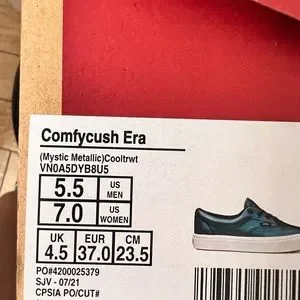 Comfycush Era
(Mystic Metallic)Cooltrwt
VN0A5DYB8U5
5.5 US MEN
7.0 US WOMEN
UK EUR CM
4.5 37.0 23.5
PO#4200025379
SJV - 07/21
CPSIA PO/CUT#